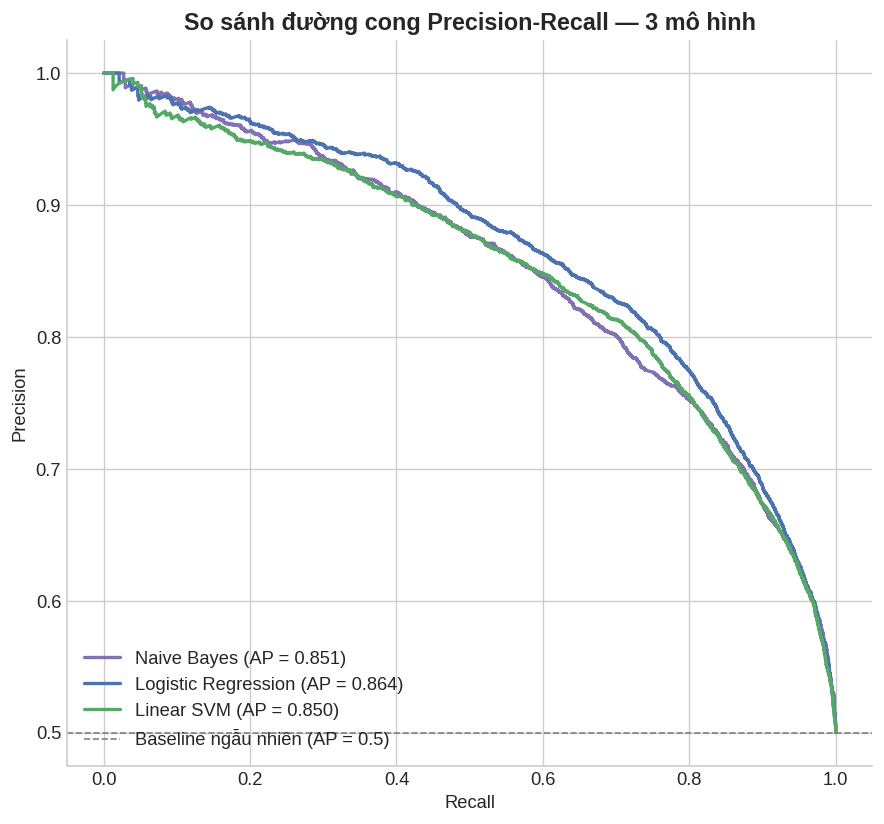 So sánh đường cong Precision-Recall — 3 mô hình
1.0
0.9
0.8
0.7
0.6
0.5
Precision
Naive Bayes (AP = 0.851)
Logistic Regression (AP = 0.864)
Linear SVM (AP = 0.850)
Baseline ngẫu nhiên (AP = 0.5)
0.0 0.2 0.4 0.6 0.8 1.0
Recall